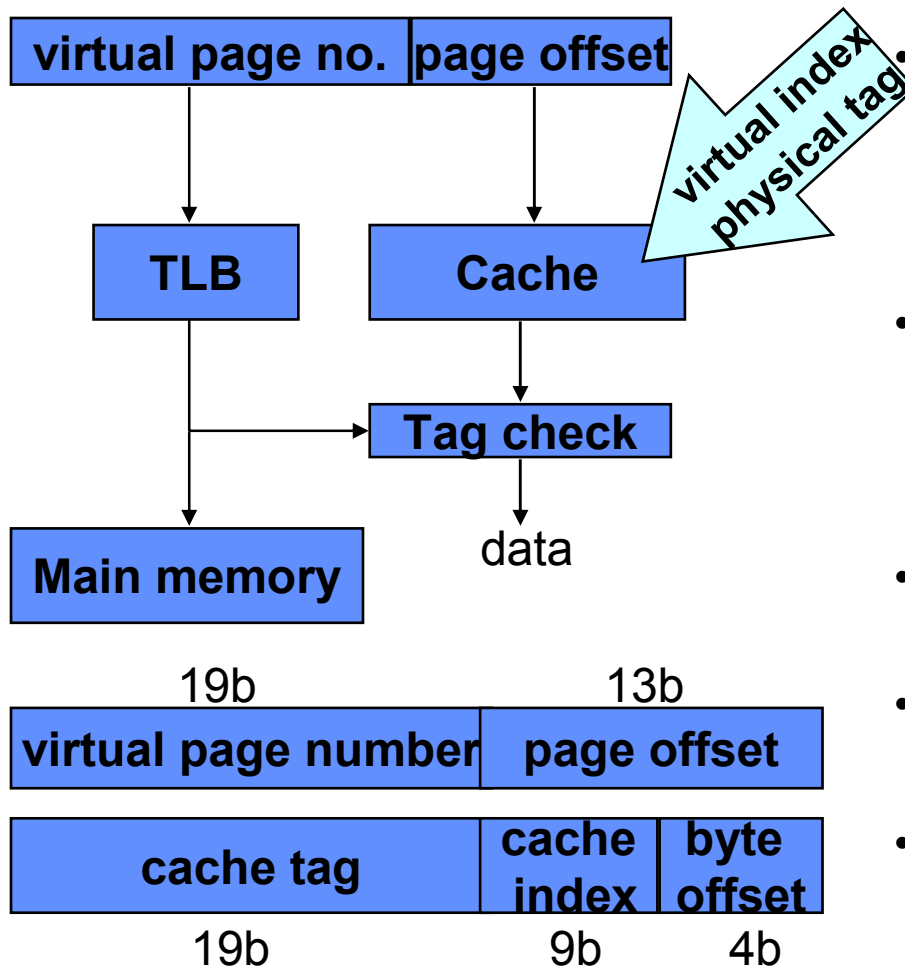 virtual page no. page offset
virtual index
physical tag
TLB
Cache
Tag check
data
Main memory
19b 13b
virtual page number page offset
cache tag
cache
index
byte
offset
19b 9b 4b